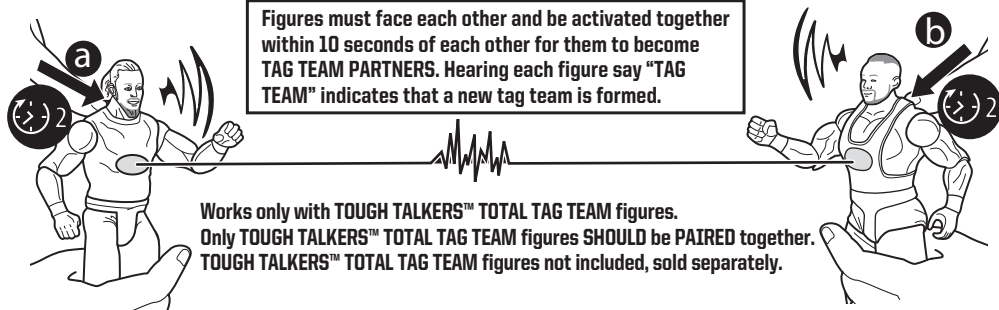 Figures must face each other and be activated together
within 10 seconds of each other for them to become
TAG TEAM PARTNERS. Hearing each figure say “TAG
TEAM” indicates that a new tag team is formed.
a
2
b
2
Works only with TOUGH TALKERS™ TOTAL TAG TEAM figures.
Only TOUGH TALKERS™ TOTAL TAG TEAM figures SHOULD be PAIRED together.
TOUGH TALKERS™ TOTAL TAG TEAM figures not included, sold separately.